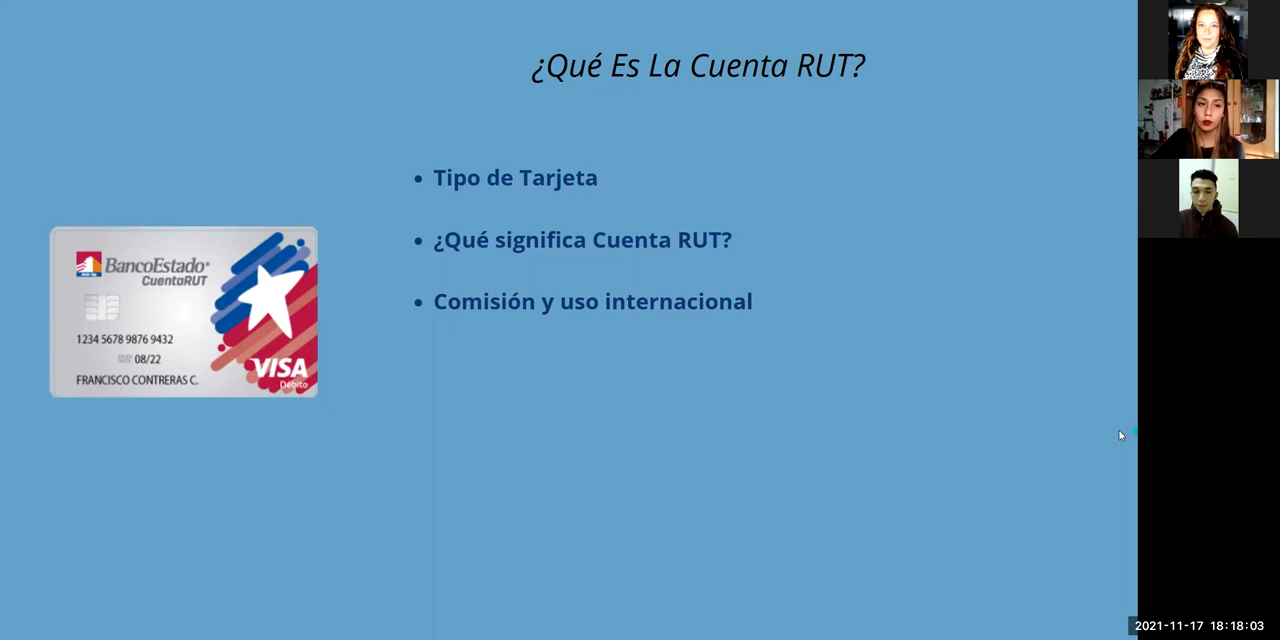 ¿Qué Es La Cuenta RUT?
• Tipo de Tarjeta
• ¿Qué significa Cuenta RUT?
• Comisión y uso internacional
BancoEstado®
CuentaRUT
1234 5678 9876 9432
08/22
FRANCISCO CONTRERAS C.
VISA
Débito
2021-11-17 18:18:03